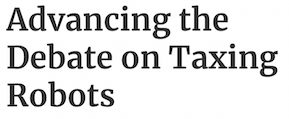 Advancing the
Debate on Taxing
Robots